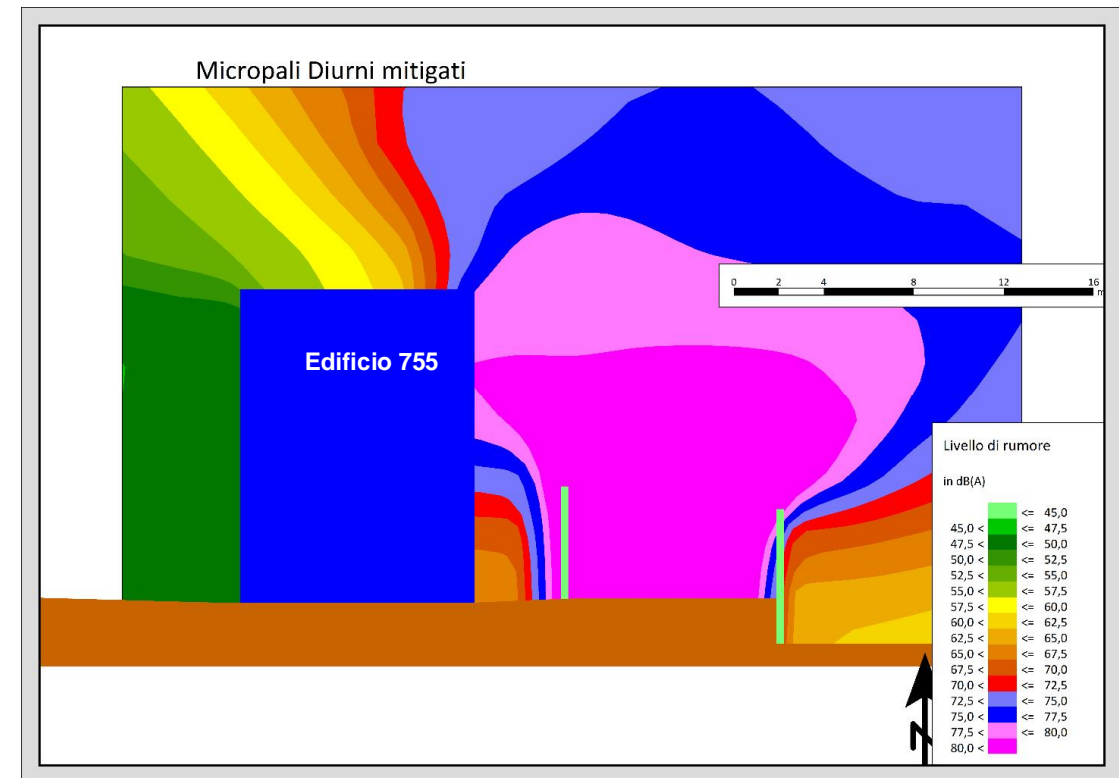 Micropali Diurni mitigati
0 2 4 8 12 16
m
Edificio 755
Livello di rumore
in dB(A)
<= 45,0
45,0 < <= 47,5
47,5 < <= 50,0
50,0 < <= 52,5
52,5 < <= 55,0
55,0 < <= 57,5
57,5 < <= 60,0
60,0 < <= 62,5
62,5 < <= 65,0
65,0 < <= 67,5
67,5 < <= 70,0
70,0 < <= 72,5
72,5 < <= 75,0
75,0 < <= 77,5
77,5 < <= 80,0
80,0 <